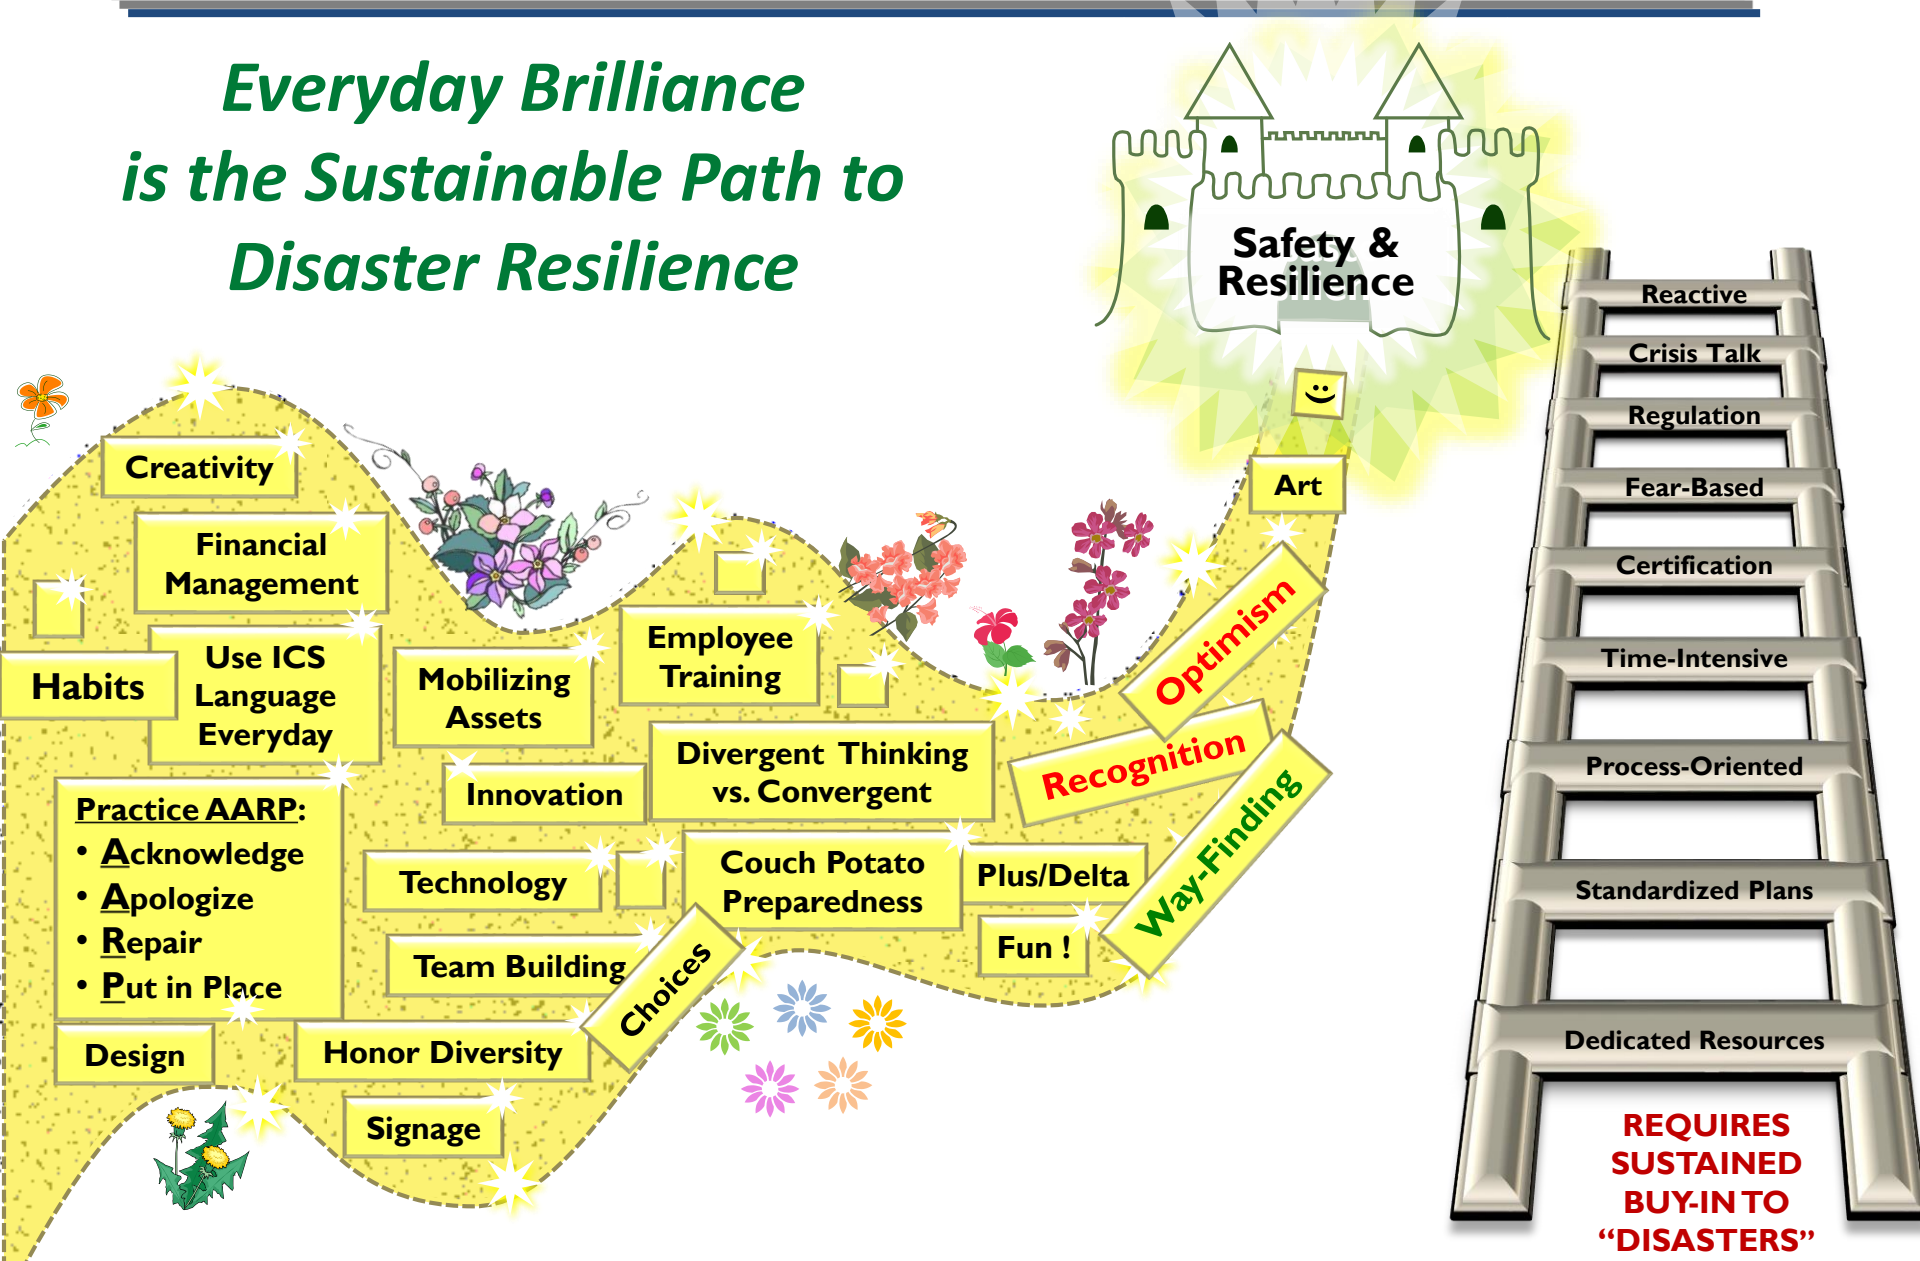 Everyday Brilliance
is the Sustainable Path to
Disaster Resilience
Safety &
Resilience
:)
Art
Creativity
Financial
Management
Habits
Use ICS
Language
Everyday
Mobilizing
Assets
Employee
Training
Optimism
Recognition
Way-Finding
Innovation
Divergent Thinking
vs. Convergent
Practice AARP:
• Acknowledge
• Apologize
• Repair
• Put in Place
Technology
Couch Potato
Preparedness
Plus/Delta
Fun !
Team Building
Choices
Design
Honor Diversity
Signage
Reactive
Crisis Talk
Regulation
Fear-Based
Certification
Time-Intensive
Process-Oriented
Standardized Plans
Dedicated Resources
REQUIRES
SUSTAINED
BUY-IN TO
“DISASTERS”